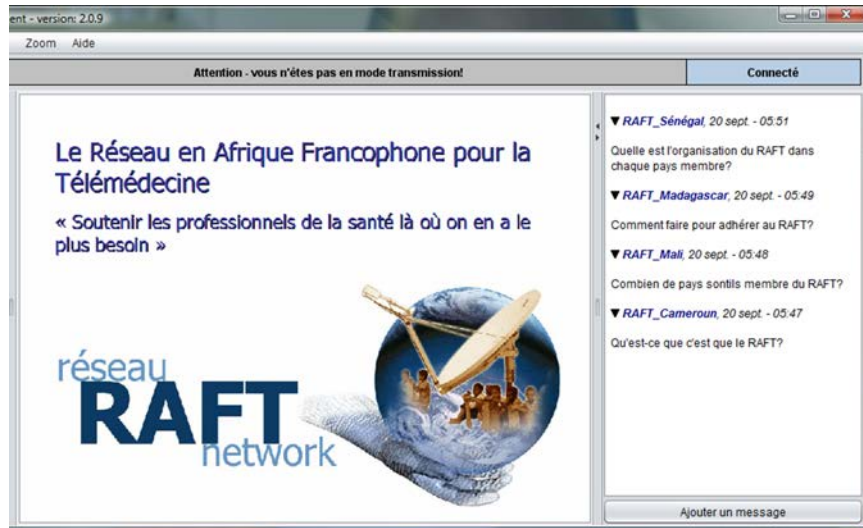 ent - version: 2.0.9
Zoom Aide
Attention - vous n'étes pas en mode transmission!
Connecté
Le Réseau en Afrique Francophone pour la
Télémédecine
« Soutenir les professionnels de la santé là où on en a le
plus besoin »
réseau
RAFT
network
▼ RAFT_Sénégal, 20 sept. - 05:51
Quelle est l'organisation du RAFT dans
chaque pays membre?
▼ RAFT_Madagascar, 20 sept. - 05:49
Comment faire pour adhérer au RAFT?
▼ RAFT_Mali, 20 sept. - 05:48
Combien de pays sontils membre du RAFT?
▼ RAFT_Cameroun, 20 sept. - 05:47
Qu'est-ce que c'est que le RAFT?
Ajouter un message